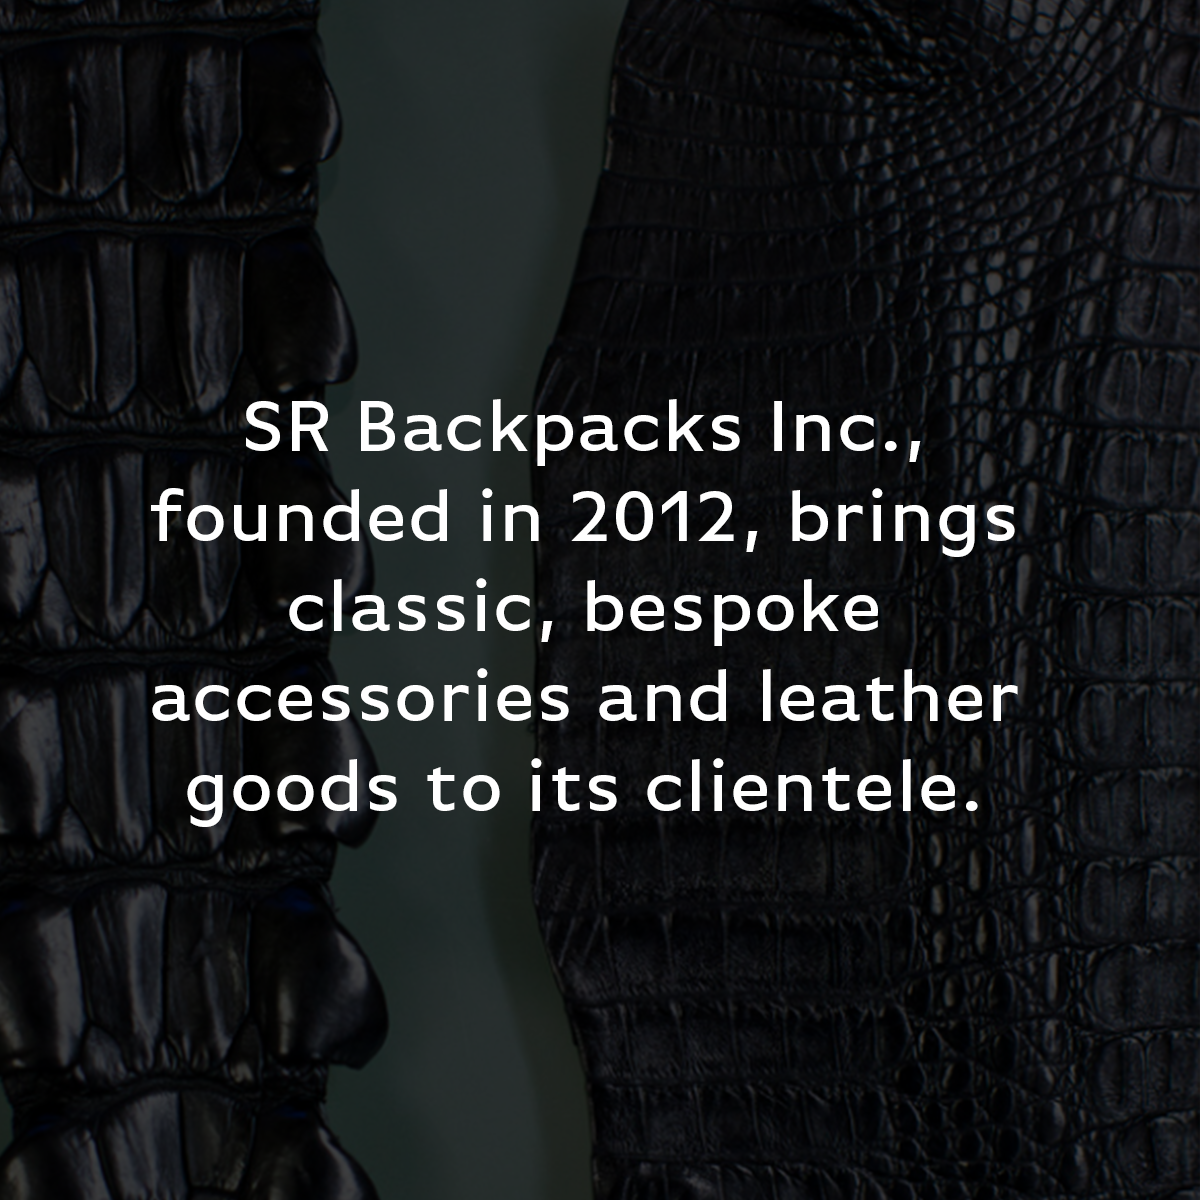 SR Backpacks Inc.,
founded in 2012, brings
classic, bespoke
accessories and leather
goods to its clientele.